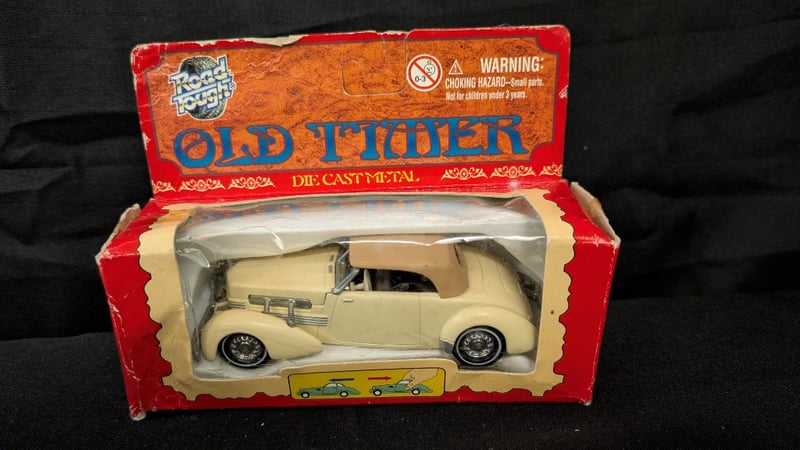 Road
Tough
OLD TIMER
DIE CAST METAL
0-3
WARNING:
CHOKING HAZARD--Small parts.
Not for children under 3 years.